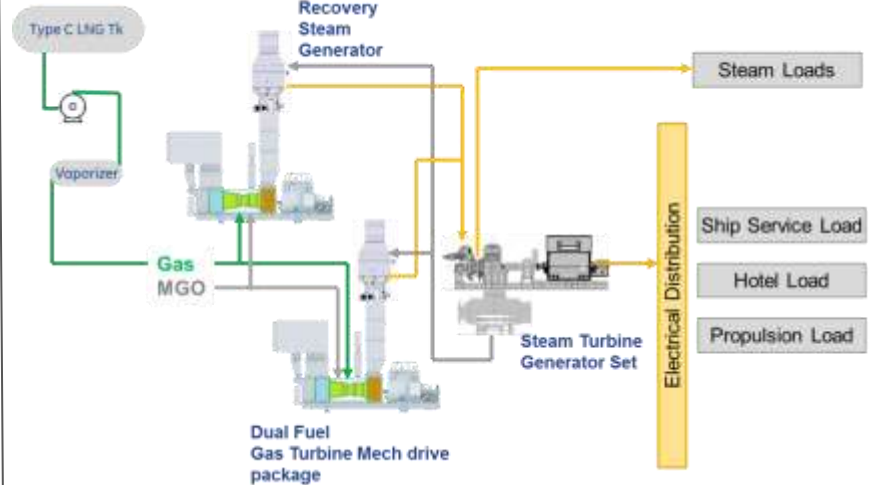 Type C LNG Tk
Recovery
Steam
Generator
Steam Loads
Vaporizer
Ship Service Load
Gas
MGO
Hotel Load
Electrical Distribution
Propulsion Load
Steam Turbine
Generator Set
Dual Fuel
Gas Turbine Mech drive
package